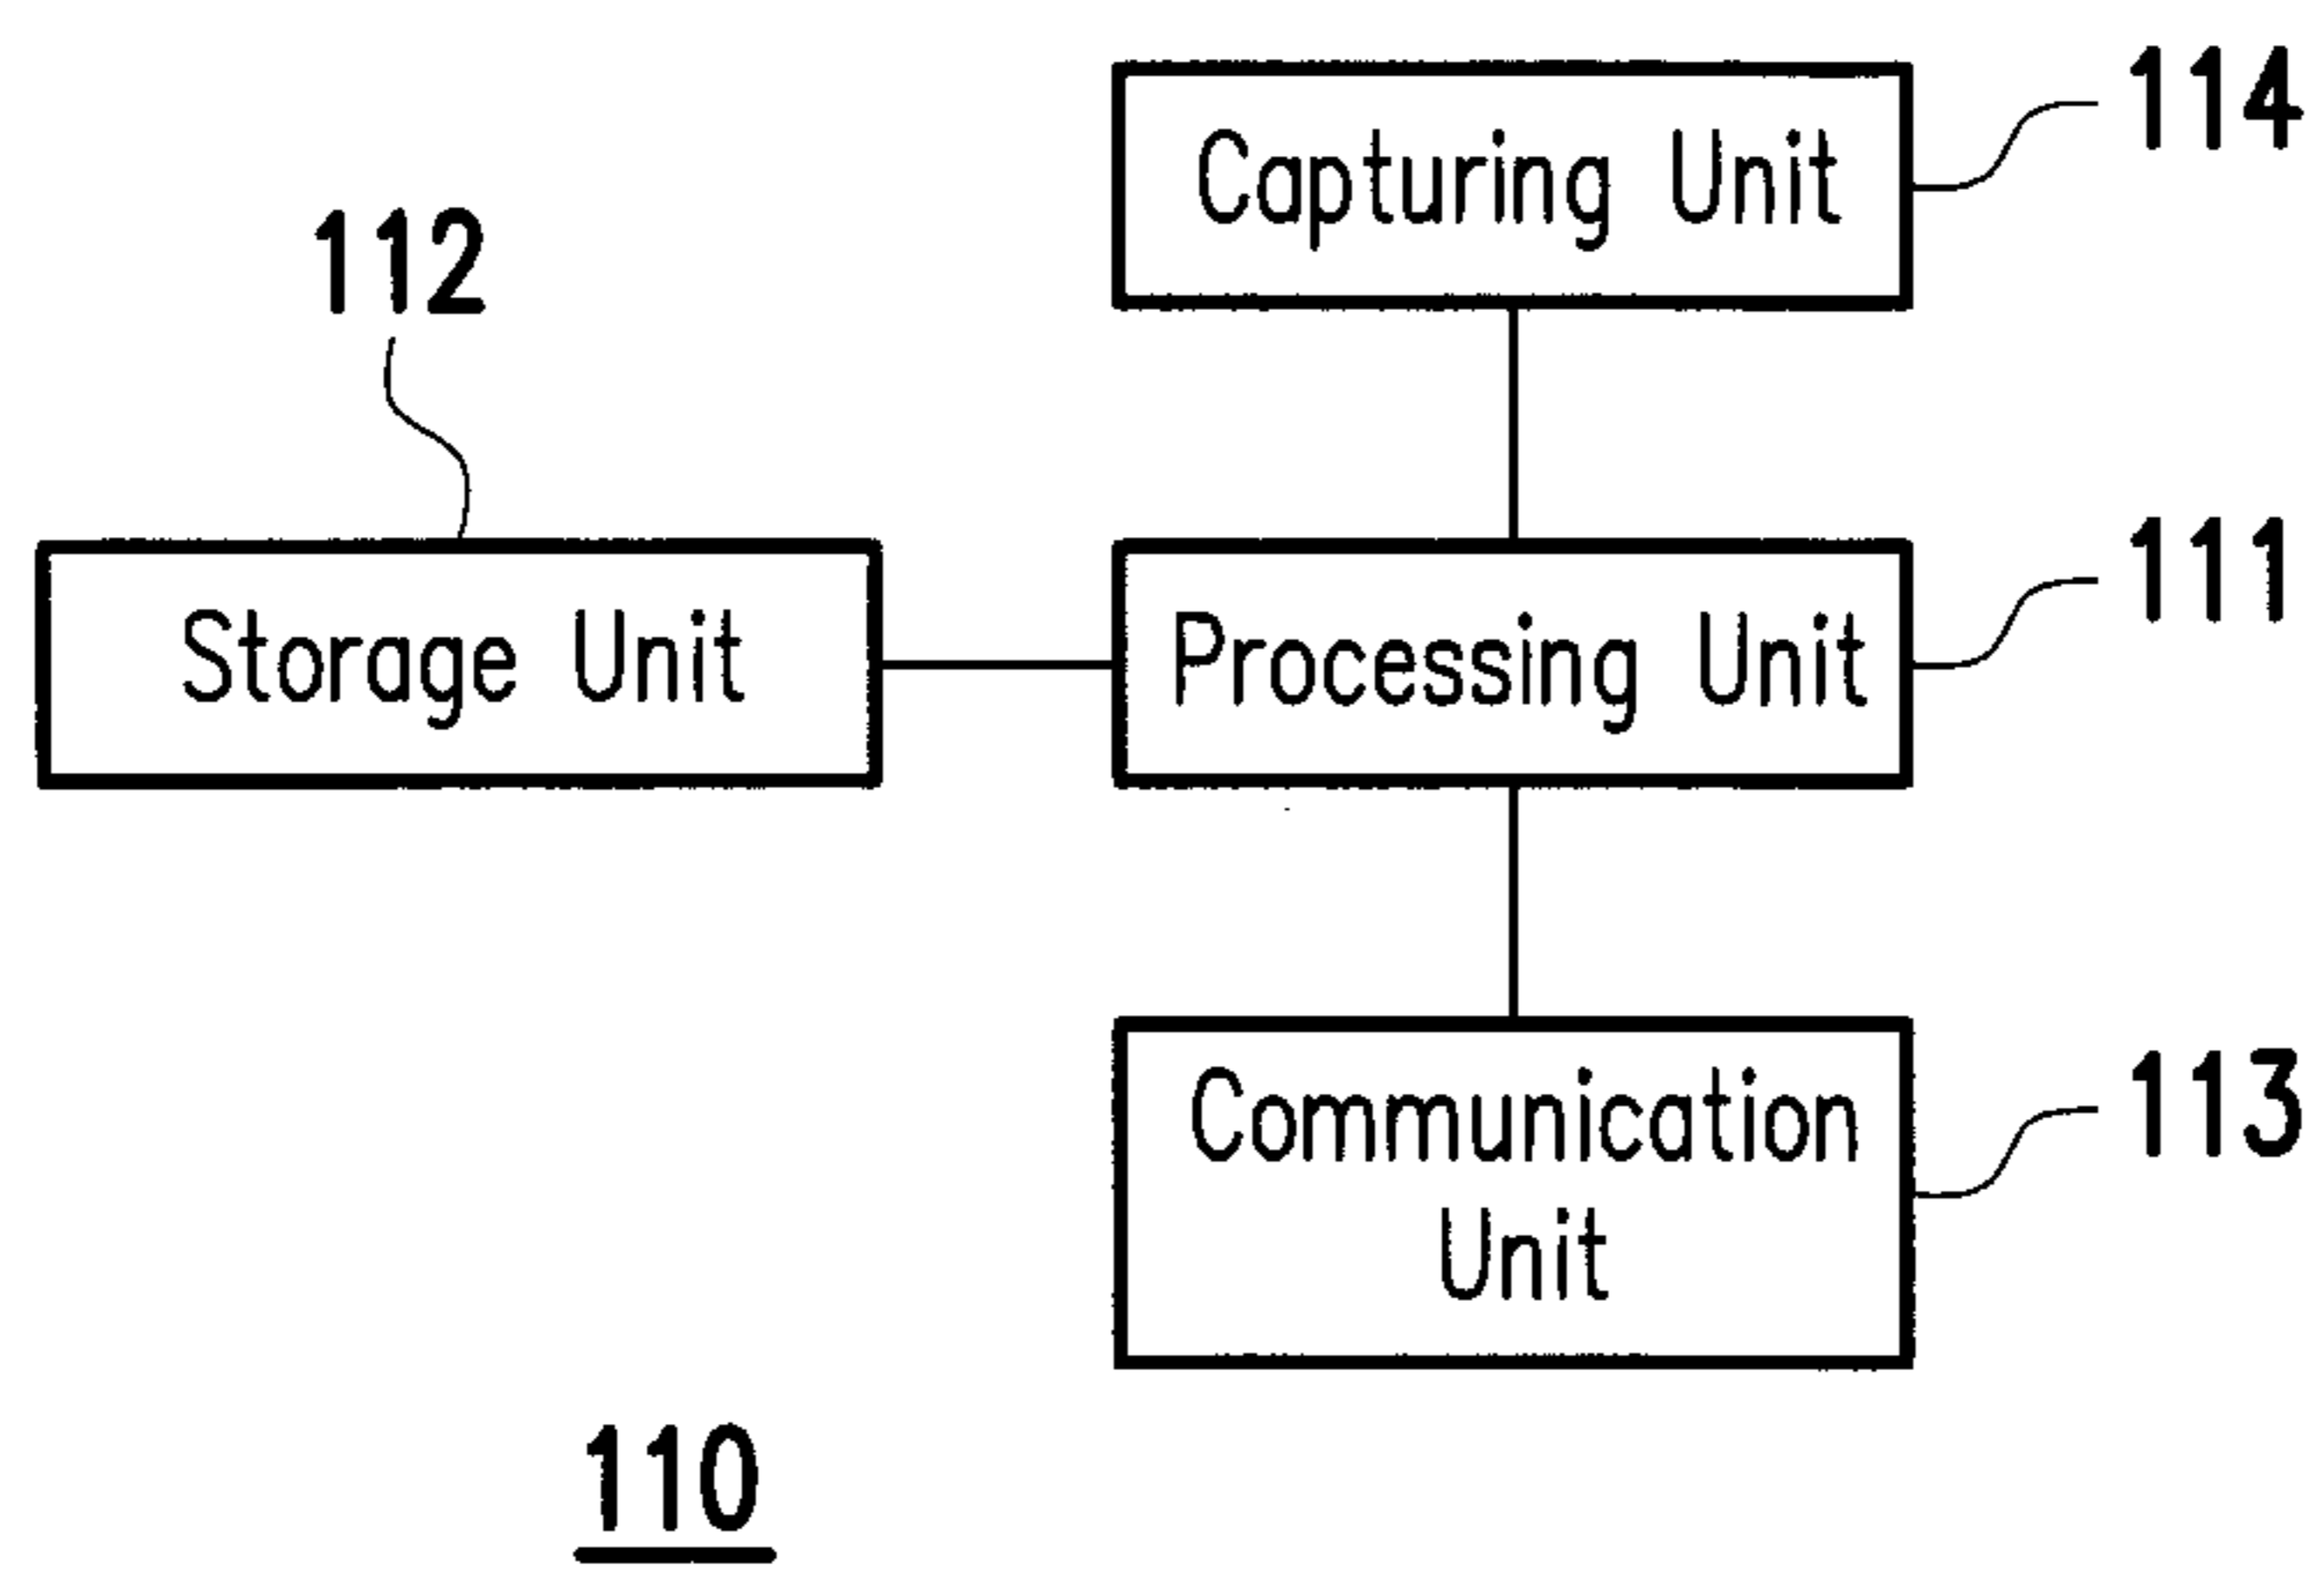 Capturing Unit
114
112
Storage Unit
Processing Unit
111
Communication
Unit
113
110